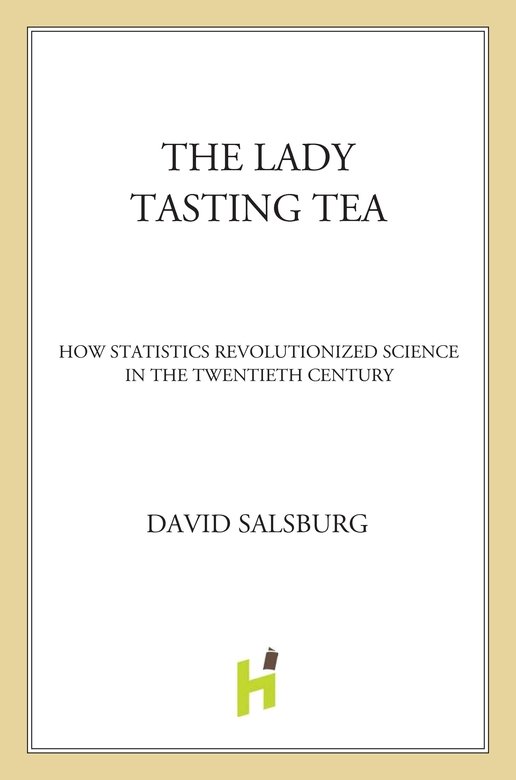 THE LADY
TASTING TEA
HOW STATISTICS REVOLUTIONIZED SCIENCE
IN THE TWENTIETH CENTURY
DAVID SALSBURG